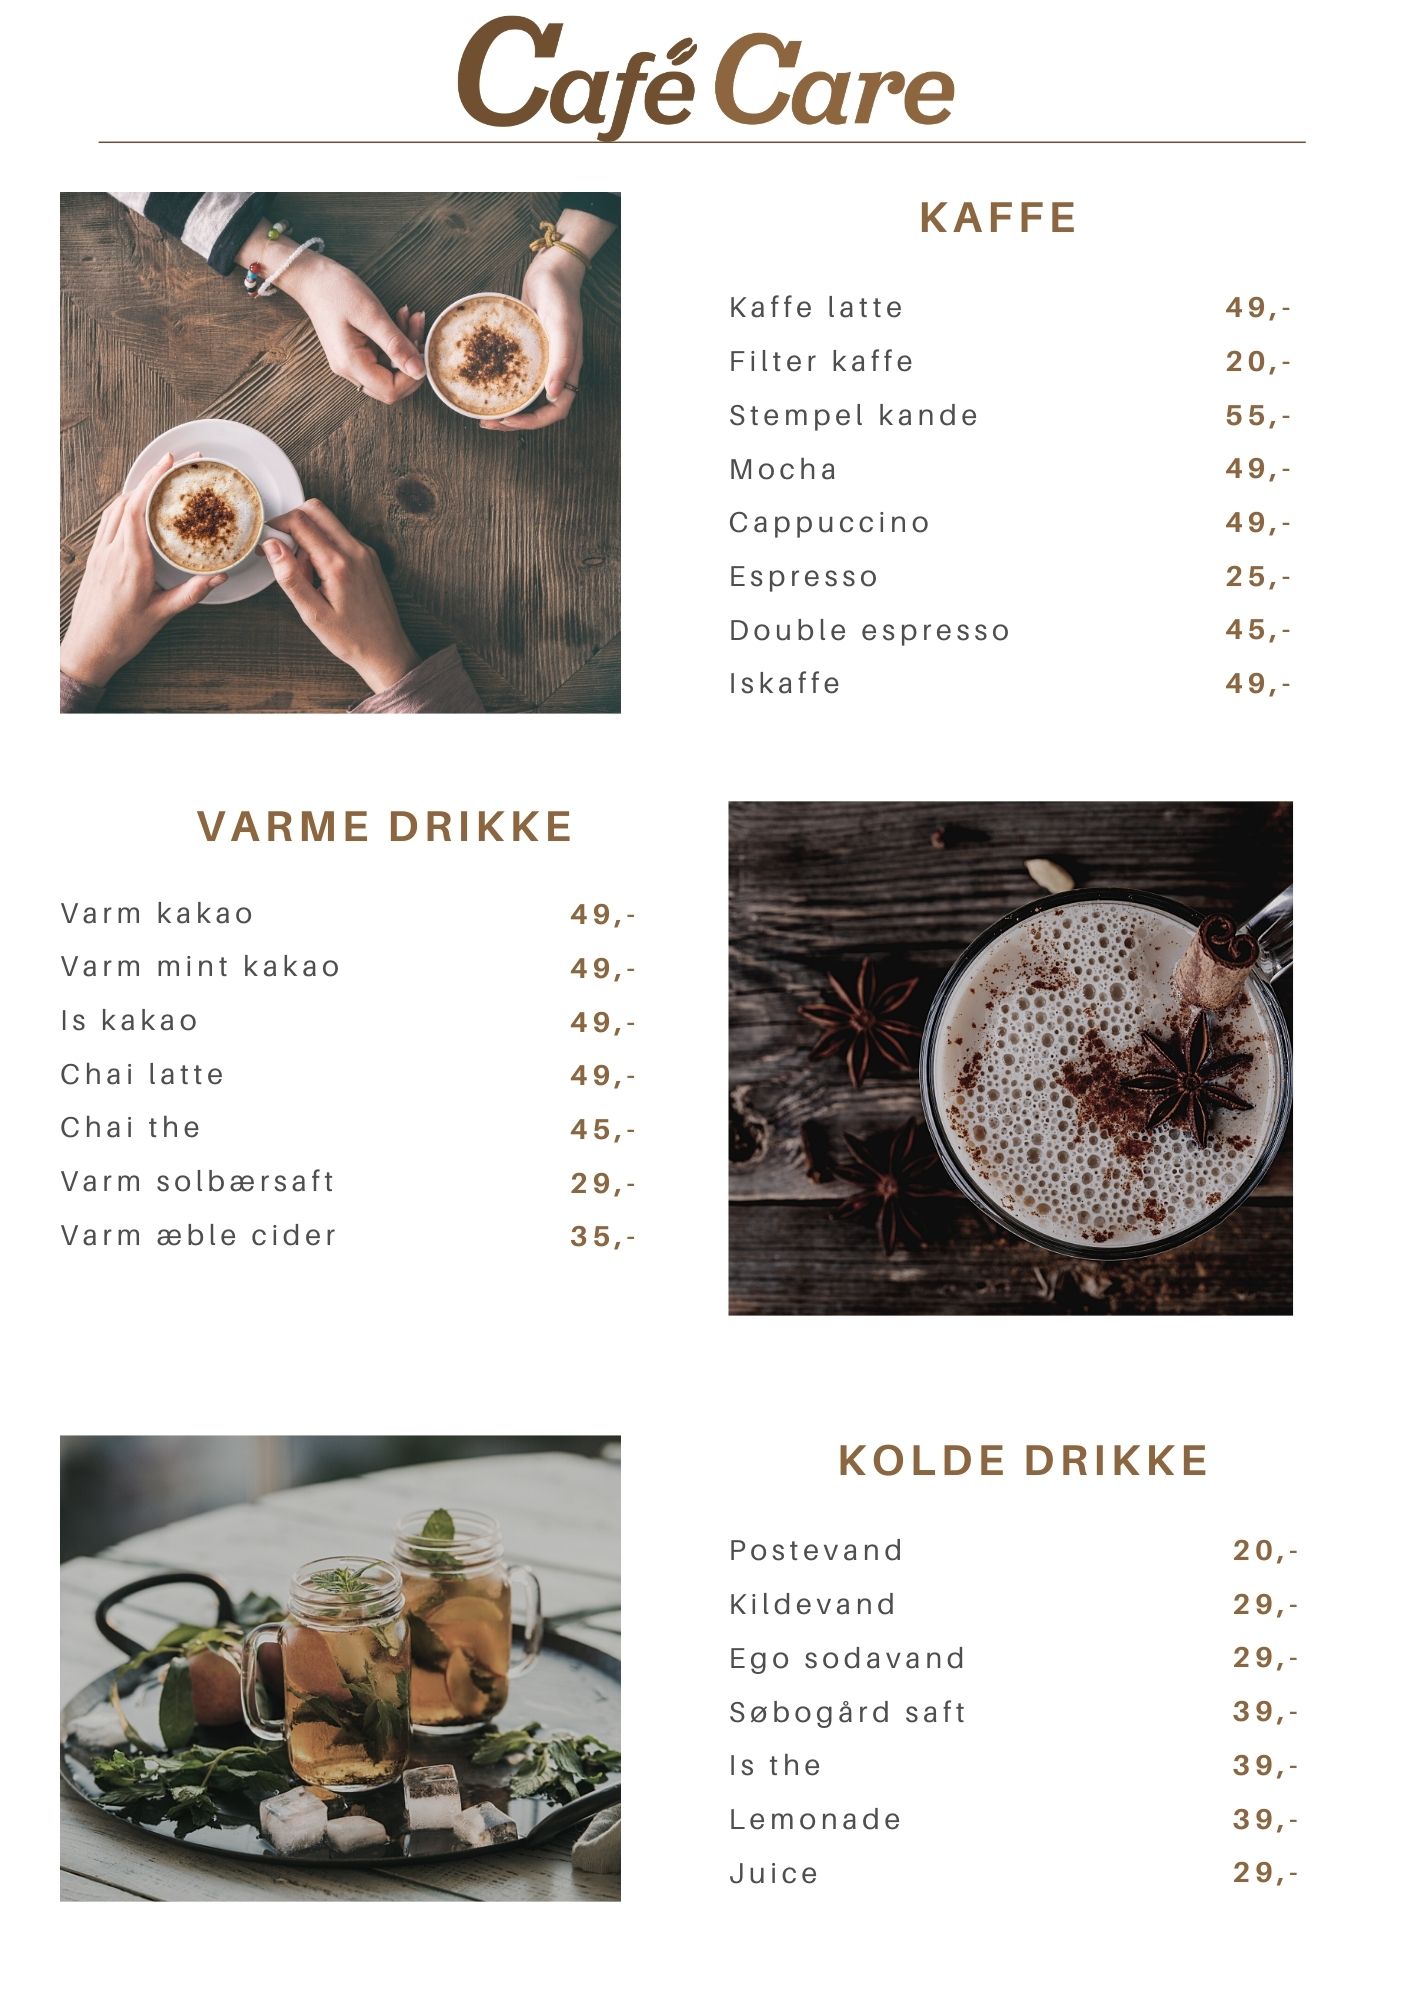 Café Care
KAFFE
Kaffe latte 49,-
Filter kaffe 20,-
Stempel kande 55,-
Mocha 49,-
Cappuccino 49,-
Espresso 25,-
Double espresso 45,-
Iskaffe 49,-
VARME DRIKKE
Varm kakao 49,-
Varm mint kakao 49,-
Is kakao 49,-
Chai latte 49,-
Chai the 45,-
Varm solbærsaft 29,-
Varm æble cider 35,-
KOLDE DRIKKE
Postevand 20,-
Kildevand 29,-
Ego sodavand 29,-
Søbogård saft 39,-
Is the 39,-
Lemonade 39,-
Juice 29,-